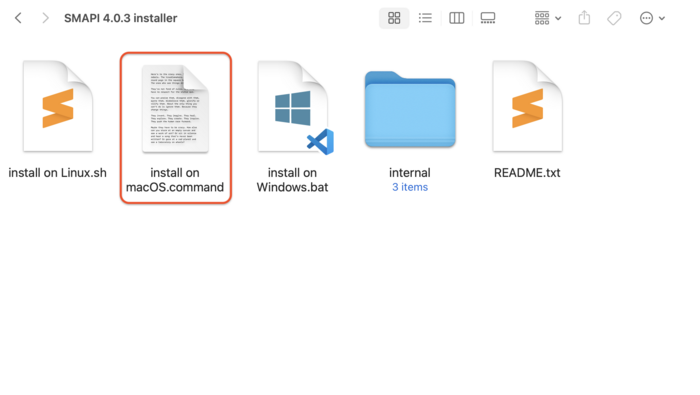 SMAPI 4.0.3 installer
install on Linux.sh
install on
macOS.command
install on
Windows.bat
internal
3 items
README.txt